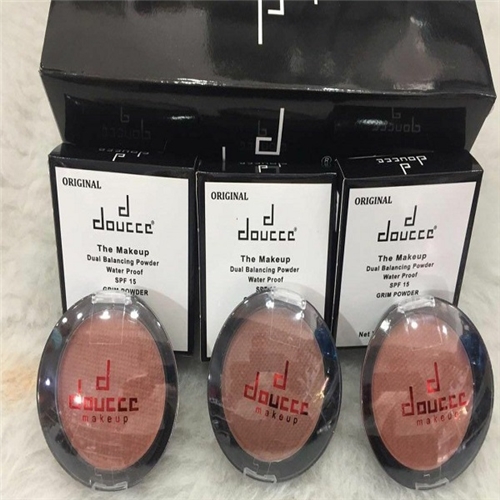 d
doucce
d
ORIGINAL
d
doucce®
The Makeup
Dual Balancing Powder
Water Proof
SPF 15
GRIM POWDER
ORIGINAL
d
doucce®
The Makeup
Dual Balancing Powder
Water Proof
ORIGINAL
d
doucce®
The Makeup
Dual Balancing Powder
Water Proof
SPF 15
GRIM POWDER
Net
d
doucce
makeup
d
doucce
makeup
d
doucce
makeup